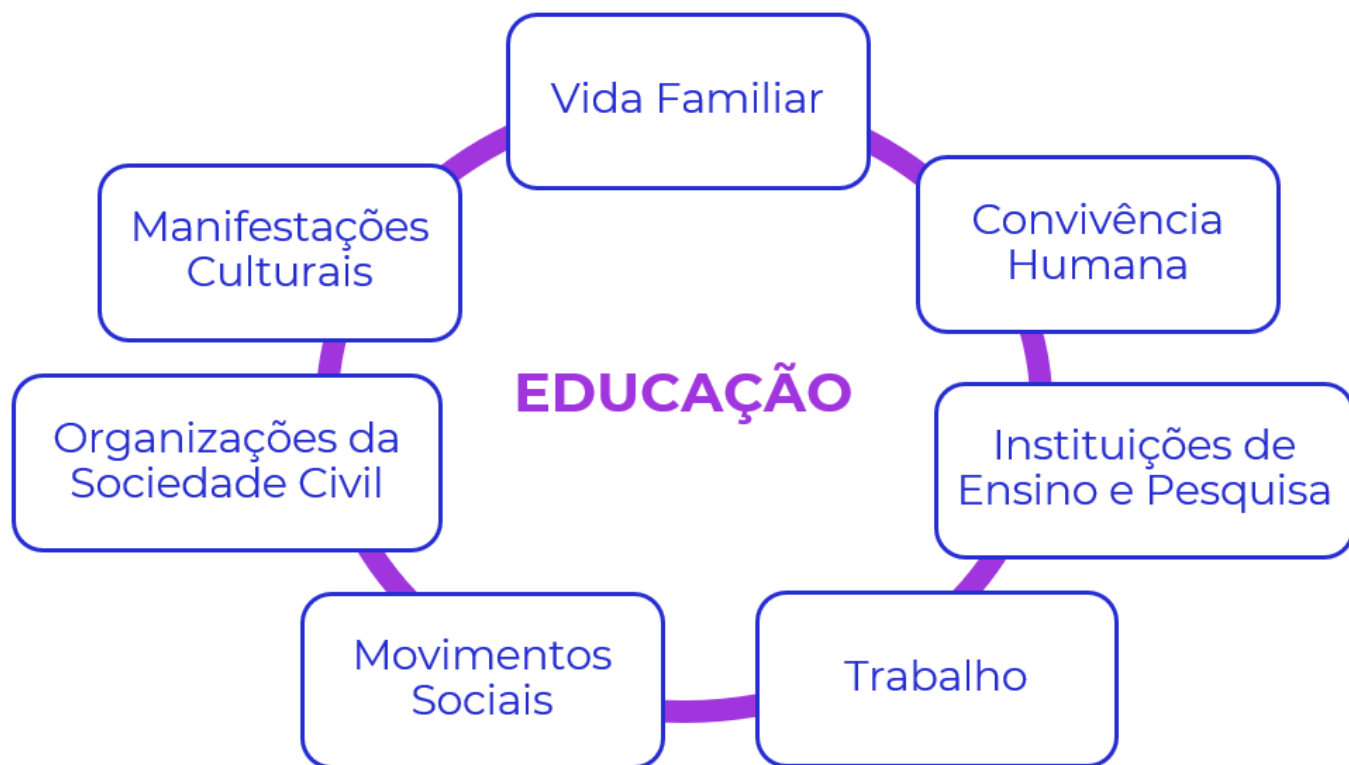 Vida Familiar
Convivência
Humana
Instituições de
Ensino e Pesquisa
Trabalho
Movimentos
Sociais
Organizações da
Sociedade Civil
Manifestações
Culturais
EDUCAÇÃO